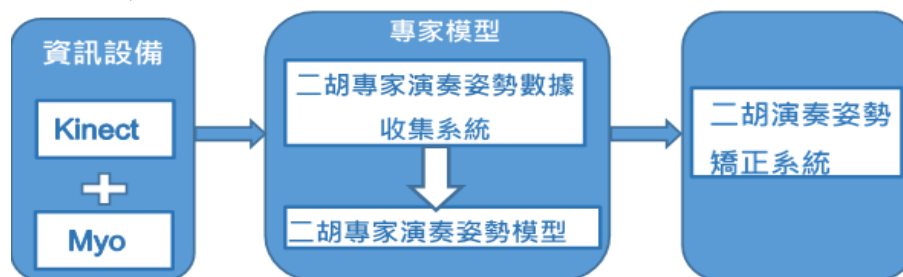 資訊設備
Kinect
Myo
專家模型
二胡專家演奏姿勢數據
收集系統
二胡專家演奏姿勢模型
二胡演奏姿勢
矯正系統